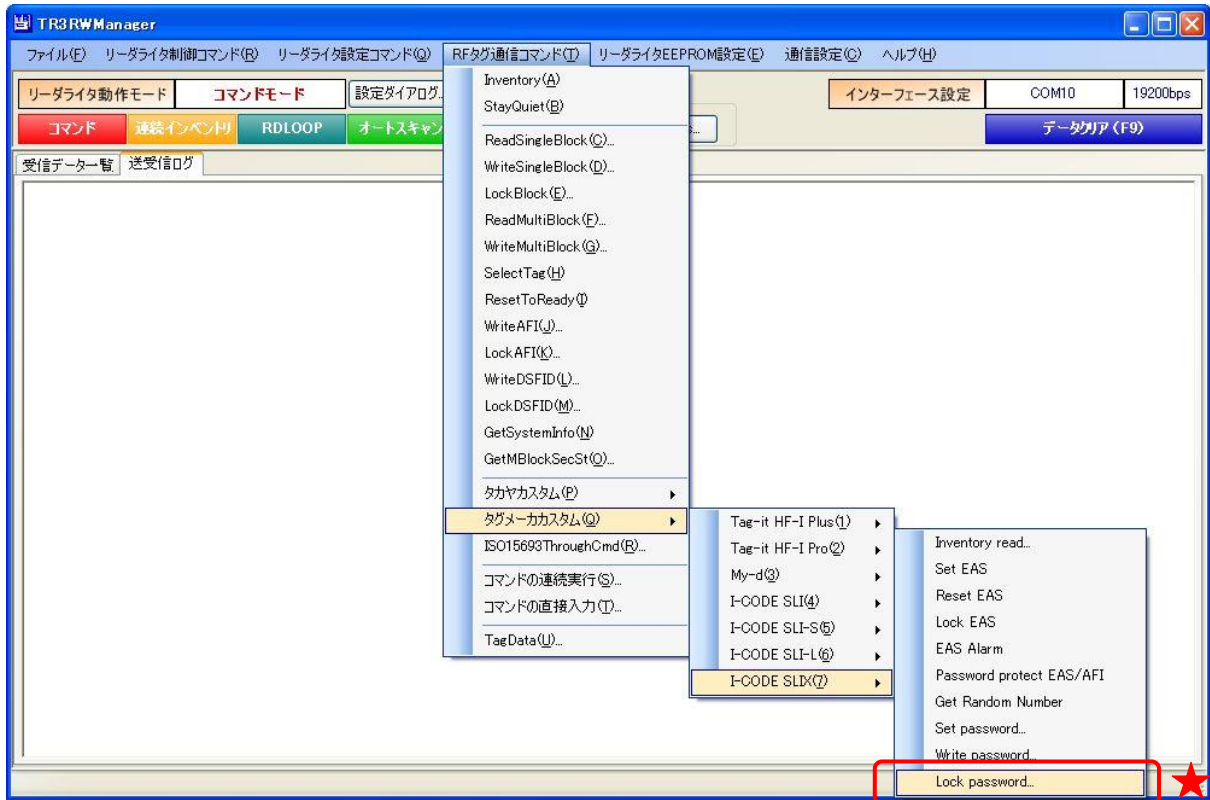 TR3RWManager
ファイル(F) リーダライタ制御コマンド(R) リーダライタ設定コマンド(Q) RFタグ通信コマンド(T) リーダライタEEPROM設定(E) 通信設定(C) ヘルプ(H)
リーダライタ動作モード コマンドモード 設定ダイアログ インターフェース設定 COM10 19200bps
コマンド 連続インベントリ RDLOOP オートスキャン データクリア(F9)
受信データ一覧 送受信ログ
Inventory(A)
StayQuiet(B)
ReadSingleBlock(C)...
WriteSingleBlock(D)...
LockBlock(E)...
ReadMultiBlock(F)...
WriteMultiBlock(G)...
SelectTag(H)
ResetToReady(I)
WriteAFI(J)...
LockAFI(K)...
WriteDSFID(L)...
LockDSFID(M)...
GetSystemInfo(N)
GetMBlockSecSt(O)...
タカヤカスタム(P)
タグメーカカスタム(Q)
ISO15693ThroughCmd(R)...
コマンドの連続実行(S)...
コマンドの直接入力(T)...
TagData(U)...
Tag-it HF-I Plus(1)
Tag-it HF-I Pro(2)
My-d(3)
I-CODE SLI(4)
I-CODE SLI-S(5)
I-CODE SLI-L(6)
I-CODE SLIX(7)
Inventory read...
Set EAS
Reset EAS
Lock EAS
EAS Alarm
Password protect EAS/AFI
Get Random Number
Set password...
Write password...
Lock password...